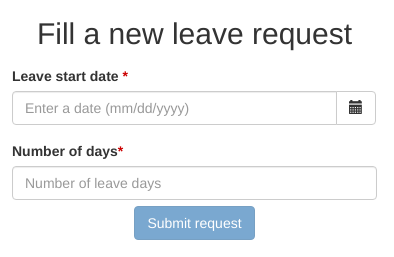 Fill a new leave request
Leave start date *
Enter a date (mm/dd/yyyy)
Number of days*
Number of leave days
Submit request